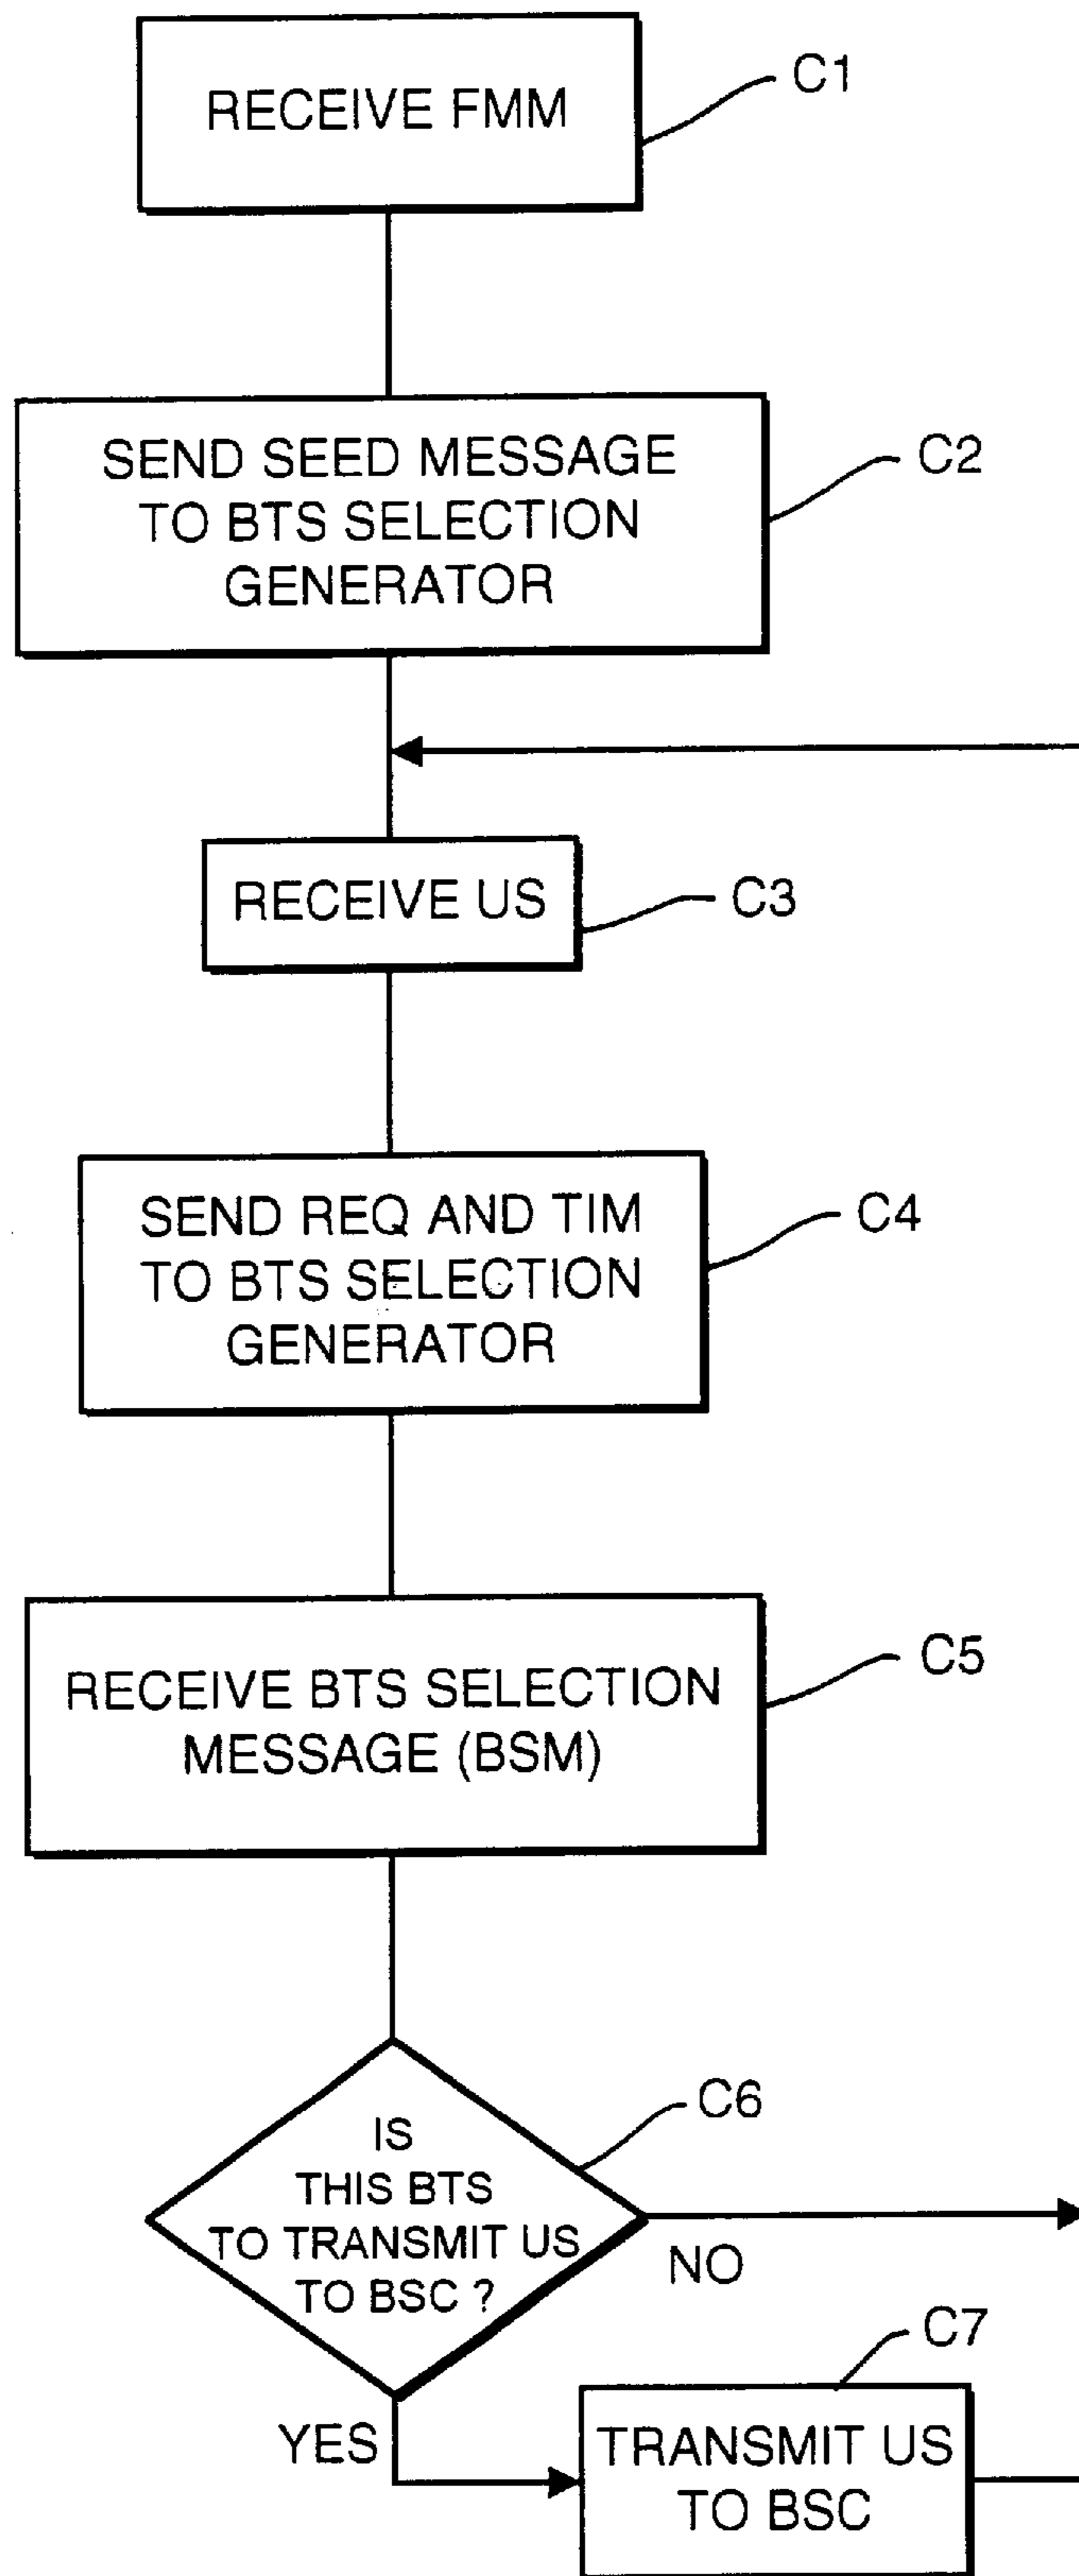 RECEIVE FMM
C1
SEND SEED MESSAGE
TO BTS SELECTION
GENERATOR
C2
RECEIVE US
C3
SEND REQ AND TIM
TO BTS SELECTION
GENERATOR
C4
RECEIVE BTS SELECTION
MESSAGE (BSM)
C5
IS
THIS BTS
TO TRANSMIT US
TO BSC ?
C6
NO
YES
TRANSMIT US
TO BSC
C7